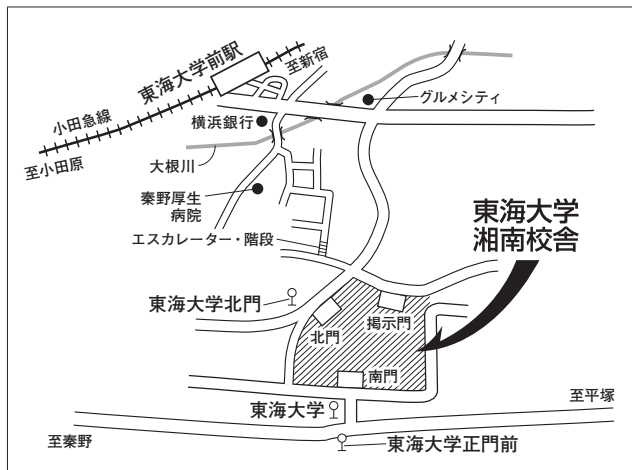 東海大学前駅
至新宿
小田急線
至小田原
グルメシティ
横浜銀行
大根川
秦野厚生
病院
エスカレーター・階段
東海大学
湘南校舎
東海大学北門
掲示門
北門
南門
東海大学
至平塚
至秦野
東海大学正門前